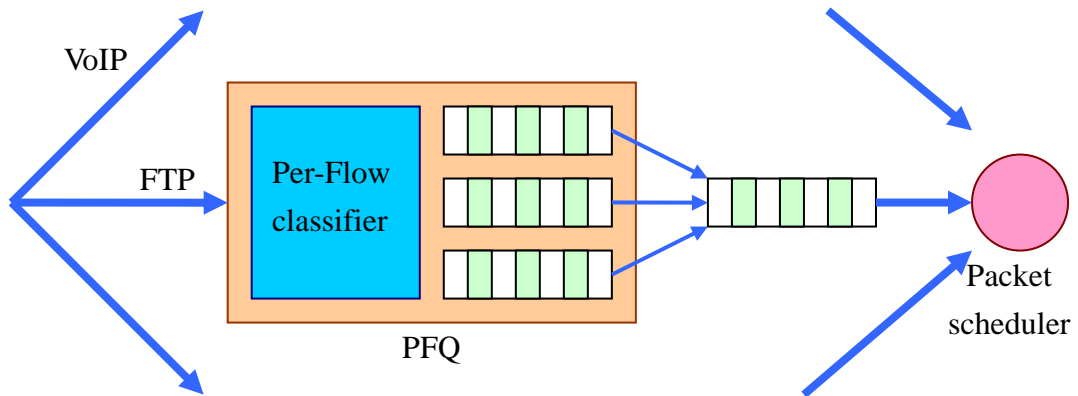 VoIP
FTP
Per-Flow
classifier
PFQ
Packet
scheduler